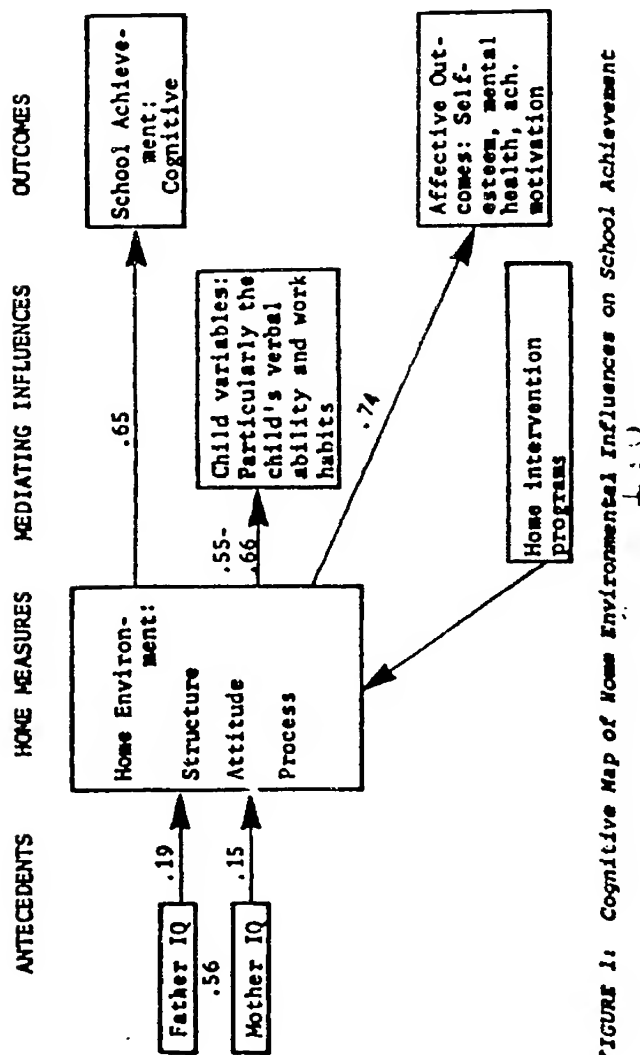 ANTECEDENTS
HOME MEASURES
MEDIATING INFLUENCES
OUTCOMES
Father IQ
.56
Mother IQ
.19
.15
Home Environ-
ment:
Structure
Attitude
Process
.65
.55-
.66
.74
Child variables:
Particularly the
child's verbal
ability and work
habits
Home intervention
programs
School Achieve-
ment:
Cognitive
Affective Out-
comes: Self-
esteem, mental
health, ach.
motivation
FIGURE 1: Cognitive Map of Home Environmental Influences on School Achievement